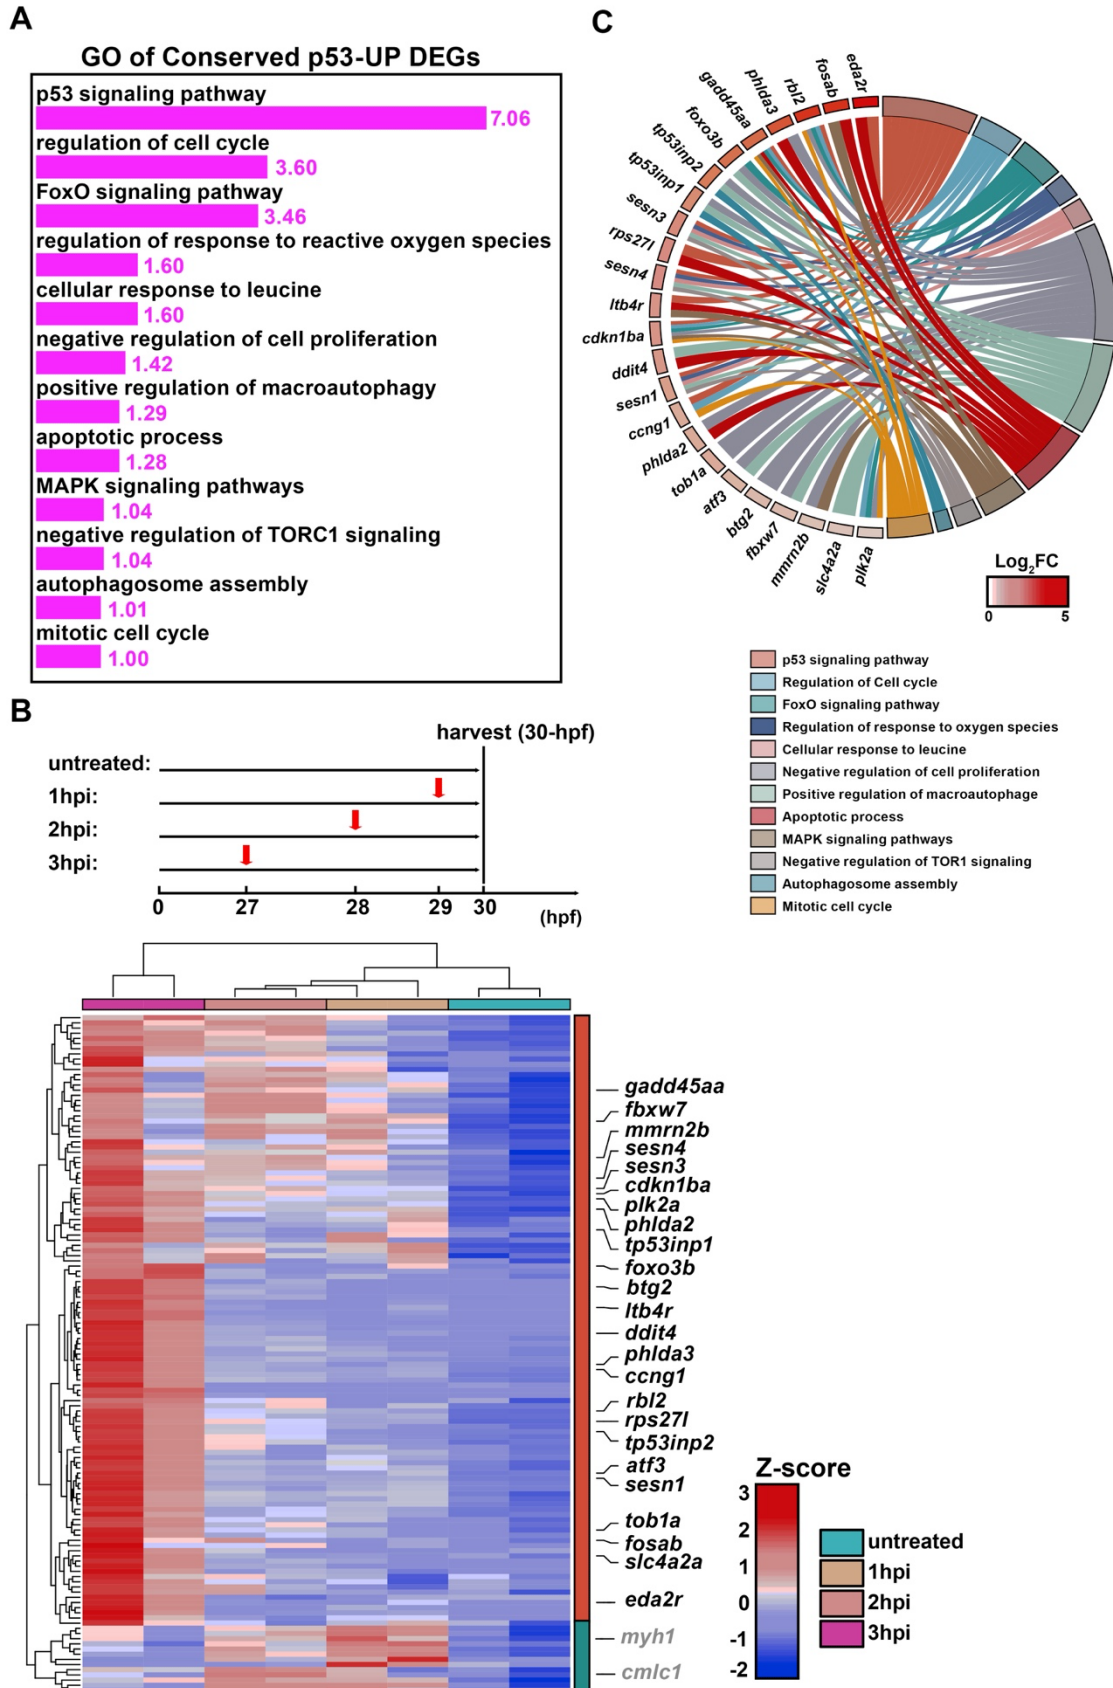 A
GO of Conserved p53-UP DEGs
p53 signaling pathway
7.06
regulation of cell cycle
3.60
FoxO signaling pathway
3.46
regulation of response to reactive oxygen species
1.60
cellular response to leucine
1.60
negative regulation of cell proliferation
1.42
positive regulation of macroautophagy
1.29
apoptotic process
1.28
MAPK signaling pathways
1.04
negative regulation of TORC1 signaling
1.04
autophagosome assembly
1.01
mitotic cell cycle
1.00
B
harvest (30-hpf)
untreated:
1hpi:
2hpi:
3hpi:
0 27 28 29 30 (hpf)
gadd45aa
fbxw7
mmrn2b
sesn4
sesn3
cdkn1ba
plk2a
phlda2
tp53inp1
foxo3b
btg2
ltb4r
ddit4
phlda3
ccng1
rbl2
rps27l
tp53inp2
atf3
sesn1
tob1a
fosab
slc4a2a
eda2r
myh1
cmlc1
Z-score
3
2
1
0
-1
-2
untreated
1hpi
2hpi
3hpi
C
eda2r
fosab
rbl2
phlda3
gadd45aa
foxo3b
tp53inp2
tp53inp1
sesn3
rps27l
sesn4
ltb4r
cdkn1ba
ddit4
sesn1
ccng1
phlda2
tob1a
atf3
btg2
fbxw7
mmrn2b
slc4a2a
plk2a
Log2FC
0 5
p53 signaling pathway
Regulation of Cell cycle
FoxO signaling pathway
Regulation of response to oxygen species
Cellular response to leucine
Negative regulation of cell proliferation
Positive regulation of macroautophage
Apoptotic process
MAPK signaling pathways
Negative regulation of TOR1 signaling
Autophagosome assembly
Mitotic cell cycle